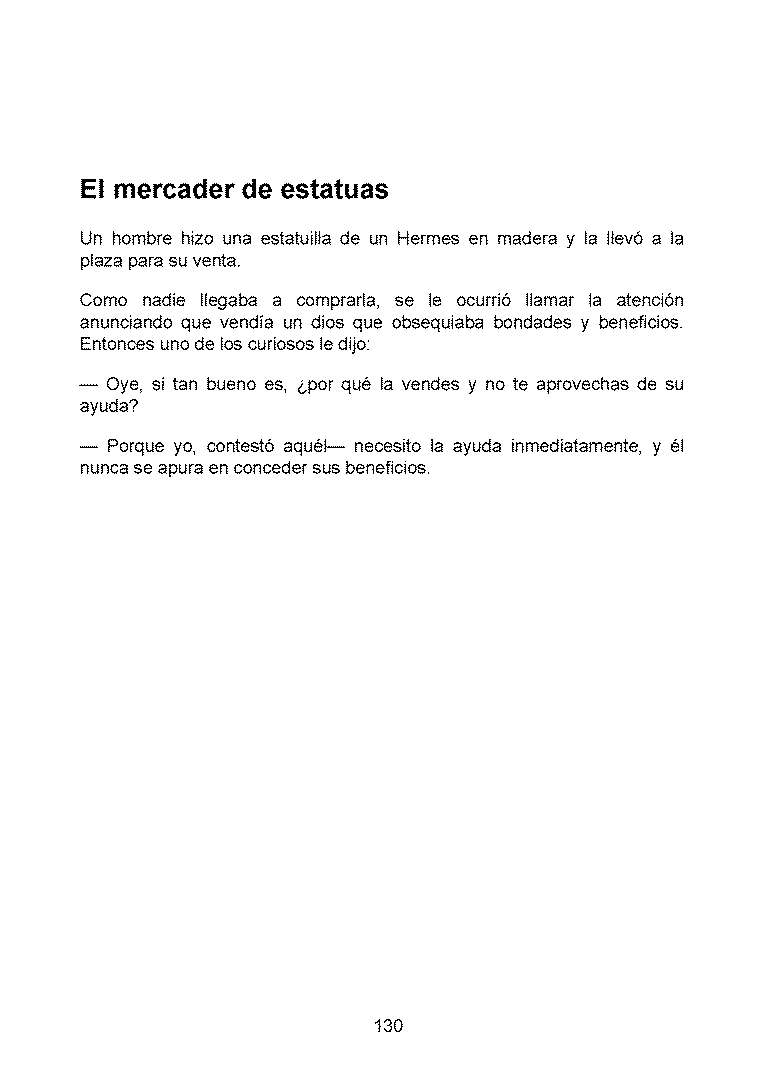 El mercader de estatuas
Un hombre hizo una estatuilla de un Hermes en madera y la llevó a la
plaza para su venta.
Como nadie llegaba a comprarla, se le ocurrió llamar la atención
anunciando que vendía un dios que obsequiaba bondades y beneficios.
Entonces uno de los curiosos le dijo:
— Oye, si tan bueno es, ¿por qué la vendes y no te aprovechas de su
ayuda?
— Porque yo, contestó aquél— necesito la ayuda inmediatamente, y él
nunca se apura en conceder sus beneficios.
130